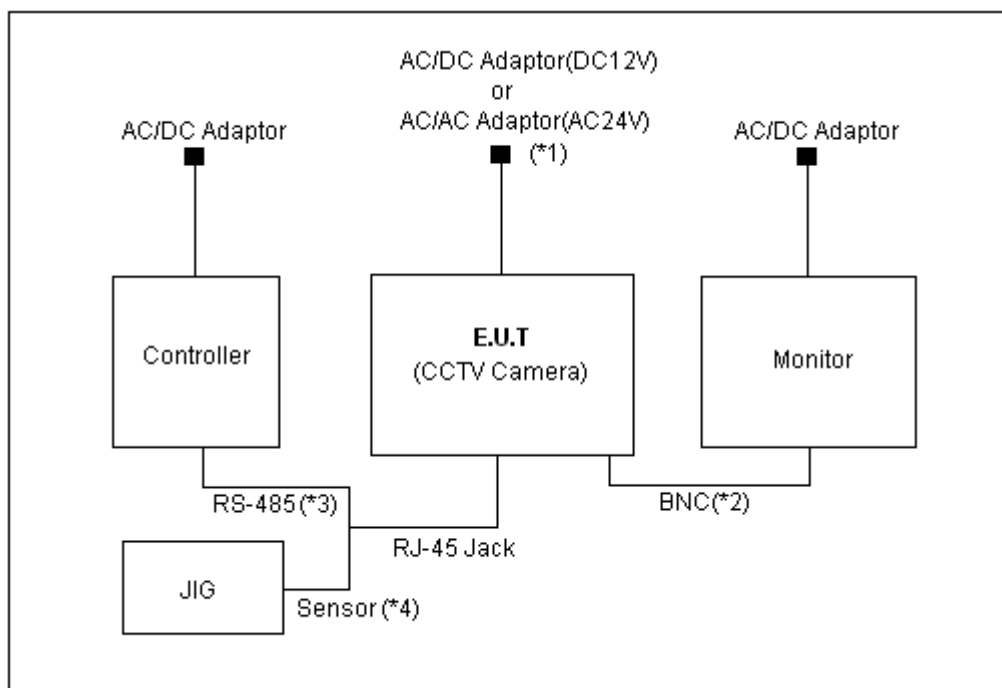 AC/DC Adaptor(DC12V)
or
AC/AC Adaptor(AC24V)
(*1)
AC/DC Adaptor
AC/DC Adaptor
Controller
E.U.T
(CCTV Camera)
Monitor
RS-485(*3)
BNC(*2)
RJ-45 Jack
JIG
Sensor(*4)